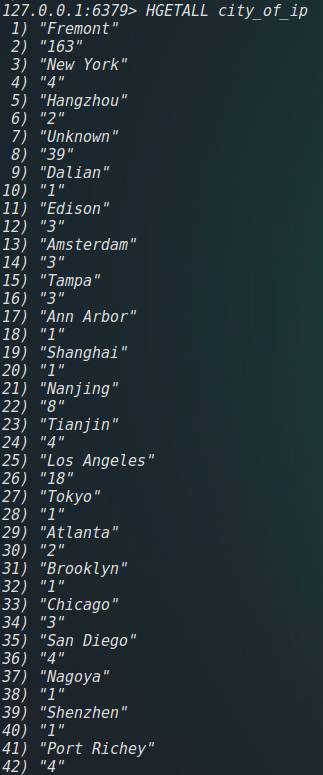 127.0.0.1:6379> HGETALL city_of_ip
1) "Fremont"
2) "163"
3) "New York"
4) "4"
5) "Hangzhou"
6) "2"
7) "Unknown"
8) "39"
9) "Dalian"
10) "1"
11) "Edison"
12) "3"
13) "Amsterdam"
14) "3"
15) "Tampa"
16) "3"
17) "Ann Arbor"
18) "1"
19) "Shanghai"
20) "1"
21) "Nanjing"
22) "8"
23) "Tianjin"
24) "4"
25) "Los Angeles"
26) "18"
27) "Tokyo"
28) "1"
29) "Atlanta"
30) "2"
31) "Brooklyn"
32) "1"
33) "Chicago"
34) "3"
35) "San Diego"
36) "4"
37) "Nagoya"
38) "1"
39) "Shenzhen"
40) "1"
41) "Port Richey"
42) "4"